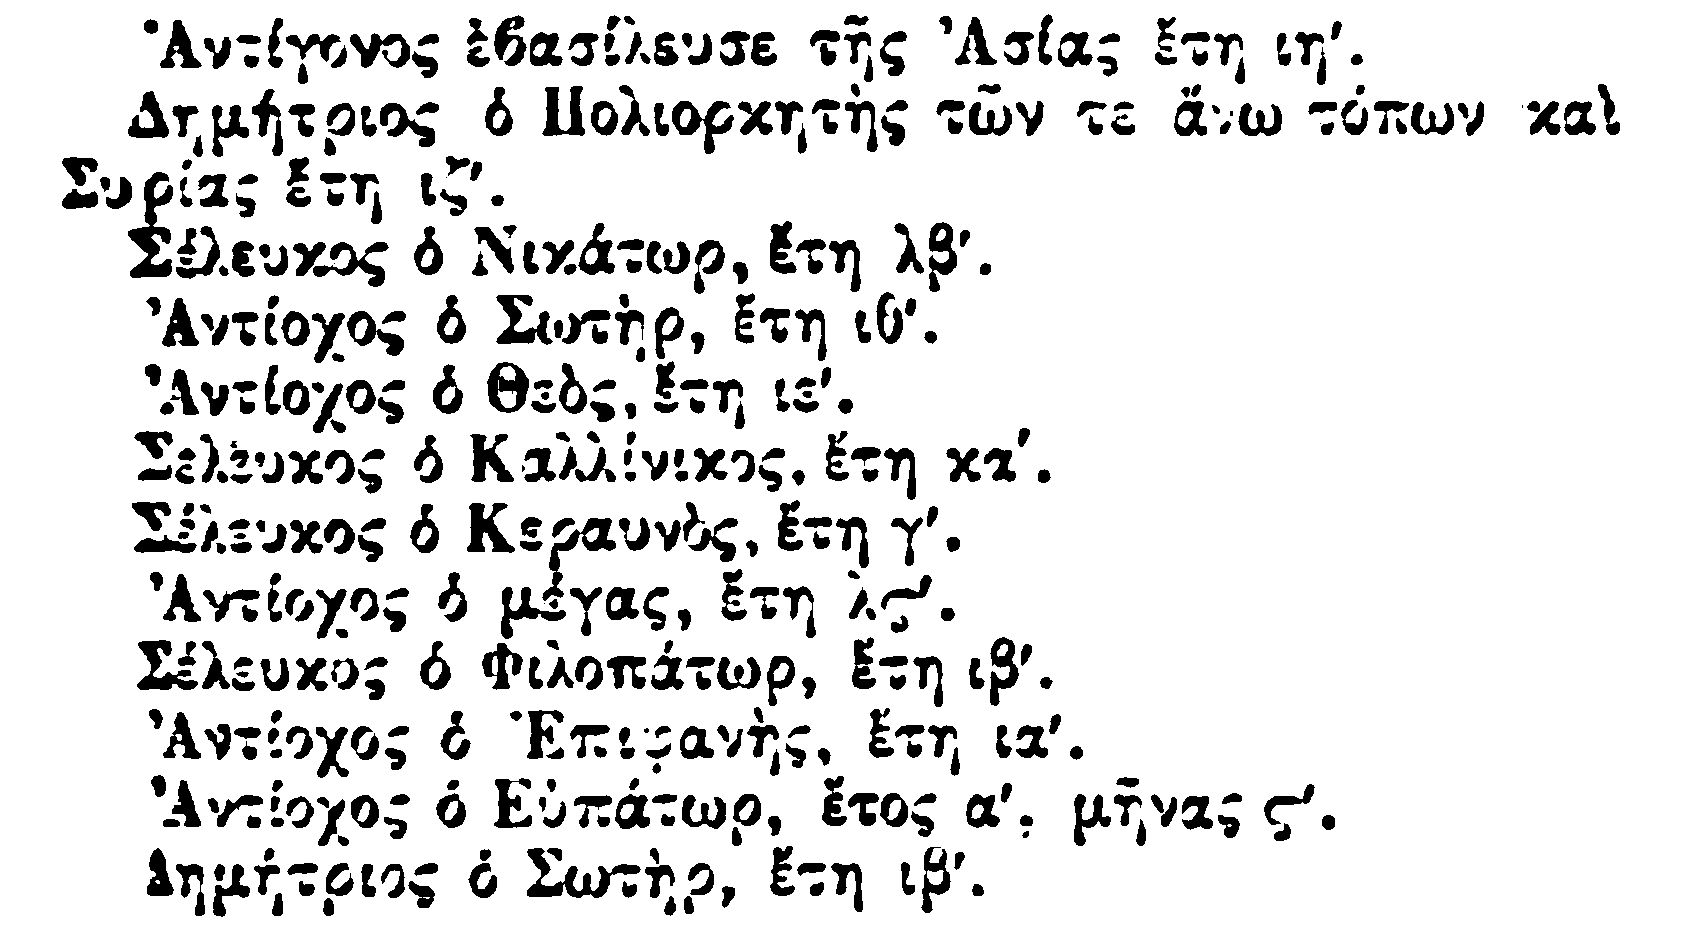 Ἀντίγονος ἐβασίλευσε τῆς Ἀσίας ἔτη ιη′.
Δημήτριος ὁ Πολιορκητὴς τῶν τε ἄνω τόπων καὶ
Συρίας ἔτη ιζ′.
Σέλευκος ὁ Νικάτωρ, ἔτη λβ′.
Ἀντίοχος ὁ Σωτὴρ, ἔτη ιθ′.
Ἀντίοχος ὁ Θεὸς, ἔτη ιε′.
Σελευκος ὁ Καλλίνικος, ἔτη κα′.
Σέλευκος ὁ Κεραυνὸς, ἔτη γ′.
Ἀντίοχος ὁ μέγας, ἔτη λϛ′.
Σέλευκος ὁ Φιλοπάτωρ, ἔτη ιβ′.
Ἀντίοχος ὁ Ἐπιφανὴς, ἔτη ια′.
Ἀντίοχος ὁ Εὐπάτωρ, ἔτος α′, μῆνας ϛ′.
Δημήτριος ὁ Σωτὴρ, ἔτη ιβ′.